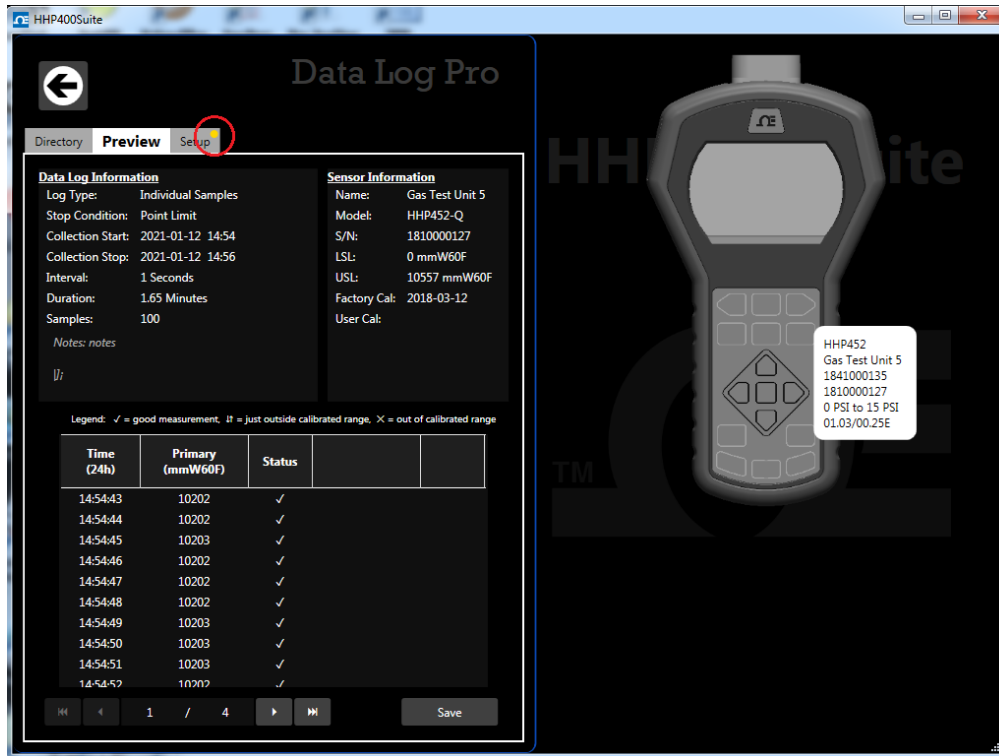 HHP400Suite
Data Log Pro
Directory Preview Setup
Data Log Information
Log Type: Individual Samples
Stop Condition: Point Limit
Collection Start: 2021-01-12 14:54
Collection Stop: 2021-01-12 14:56
Interval: 1 Seconds
Duration: 1.65 Minutes
Samples: 100
Notes: notes
Sensor Information
Name: Gas Test Unit 5
Model: HHP452-Q
S/N: 1810000127
LSL: 0 mmW60F
USL: 10557 mmW60F
Factory Cal: 2018-03-12
User Cal:
Legend: ✓ = good measurement, ↓↑ = just outside calibrated range, ✕ = out of calibrated range
Time (24h) Primary (mmW60F) Status
14:54:43 10202 ✓
14:54:44 10202 ✓
14:54:45 10203 ✓
14:54:46 10202 ✓
14:54:47 10202 ✓
14:54:48 10202 ✓
14:54:49 10203 ✓
14:54:50 10203 ✓
14:54:51 10203 ✓
14:54:52 10202 ✓
1 / 4
Save
HHP452
Gas Test Unit 5
1841000135
1810000127
0 PSI to 15 PSI
01.03/00.25E
TM